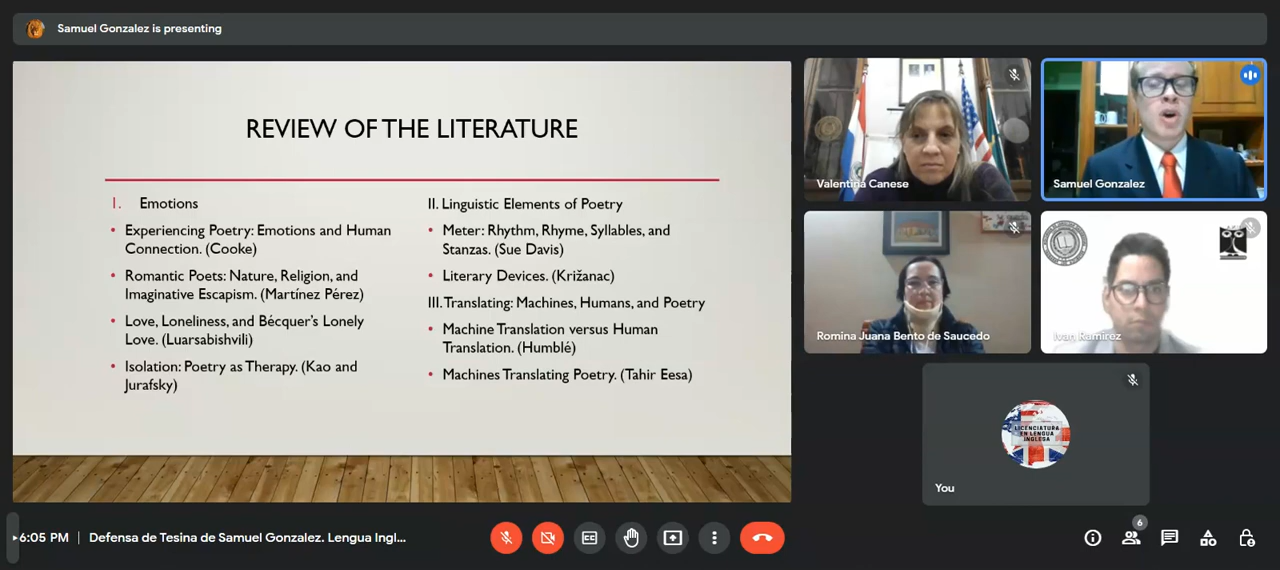 Samuel Gonzalez is presenting
REVIEW OF THE LITERATURE
I. Emotions
• Experiencing Poetry: Emotions and Human
Connection. (Cooke)
• Romantic Poets: Nature, Religion, and
Imaginative Escapism. (Martínez Pérez)
• Love, Loneliness, and Bécquer's Lonely
Love. (Luarsabishvili)
• Isolation: Poetry as Therapy. (Kao and
Jurafsky)
II. Linguistic Elements of Poetry
• Meter: Rhythm, Rhyme, Syllables, and
Stanzas. (Sue Davis)
• Literary Devices. (Križanac)
III. Translating: Machines, Humans, and Poetry
• Machine Translation versus Human
Translation. (Humblé)
• Machines Translating Poetry. (Tahir Eesa)
Valentina Canese
Samuel Gonzalez
Romina Juana Bento de Saucedo
Ivan Ramirez
LICENCIATURA
EN LENGUA
INGLESA
You
6:05 PM | Defensa de Tesina de Samuel Gonzalez. Lengua Ingl...
CC
6